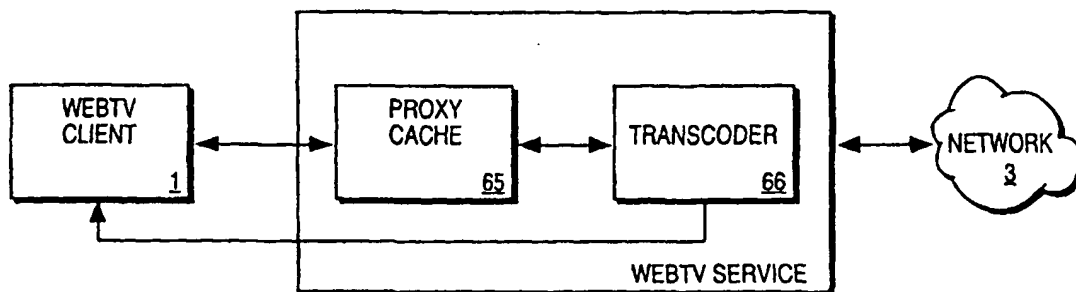 WEBTV
CLIENT
1
PROXY
CACHE
65
TRANSCODER
66
NETWORK
3
WEBTV SERVICE